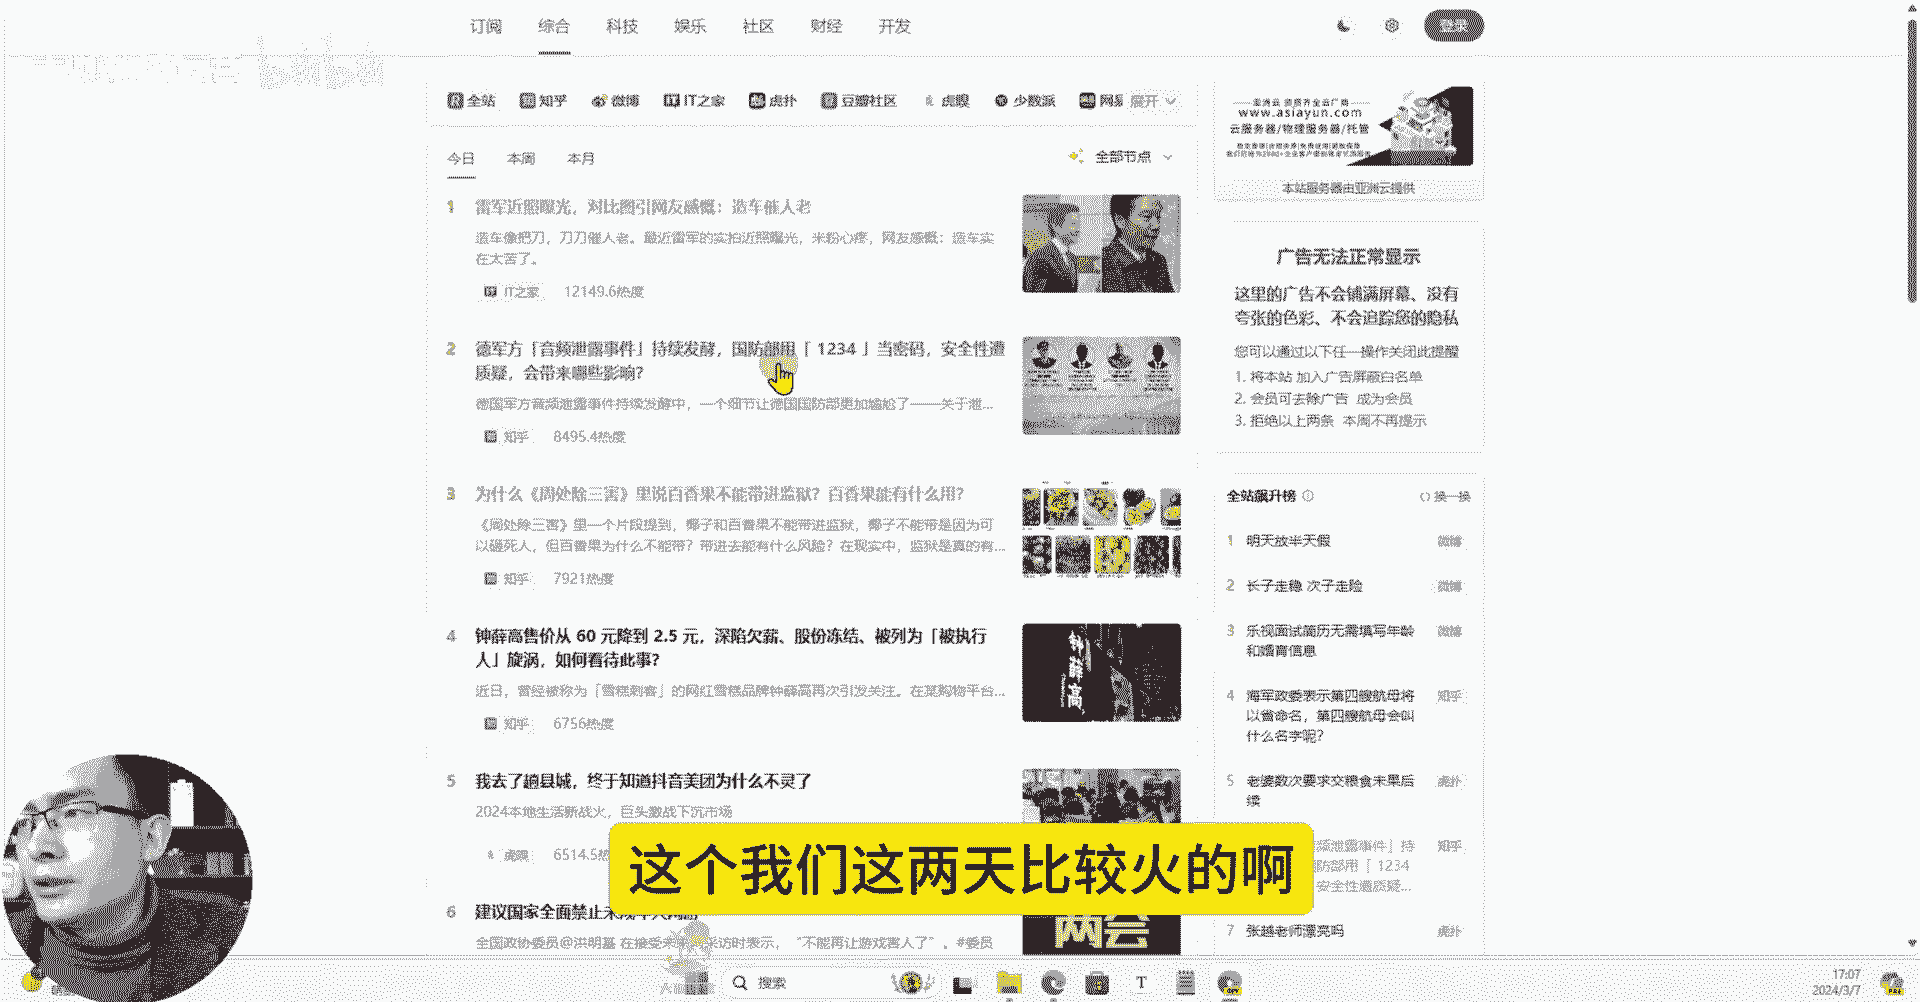 订阅 综合 科技 娱乐 社区 财经 开发
登录
全站 知乎 微博 IT之家 虎扑 豆瓣社区 虎嗅 少数派 展开
今日 本周 本月
全部节点
1 雷军近照曝光，对比图引网友感慨：造车催人老
造车像把刀，刀刀催人老。最近雷军的实拍近照曝光，米粉心疼，网友感慨：造车实
在太苦了。
IT之家 12149.6热度
2 德军方「音频泄露事件」持续发酵，国防部用「 1234 」当密码，安全性遭
质疑，会带来哪些影响？
德国军方音频泄露事件持续发酵中，一个细节让德国国防部更加尴尬了——关于泄...
知乎 8495.4热度
3 为什么《周处除三害》里说百香果不能带进监狱？百香果能有什么用？
《周处除三害》里一个片段提到，椰子和百香果不能带进监狱，椰子不能带是因为可
以砸死人，但百香果为什么不能带？带进去能有什么风险？在现实中，监狱是真的有...
知乎 7921热度
4 钟薛高售价从 60 元降到 2.5 元，深陷欠薪、股份冻结、被列为「被执行
人」旋涡，如何看待此事？
近日，曾经被称为「雪糕刺客」的网红雪糕品牌钟薛高再次引发关注。在某购物平台...
知乎 6756热度
钟薛高
5 我去了趟县城，终于知道抖音美团为什么不灵了
2024本地生活新战火，巨头激战下沉市场
虎嗅 6514.5热
这个我们这两天比较火的啊
6 建议国家全面禁止未成年人网游
全国政协委员@洪明基 在接受 采访时表示，“不能再让游戏害人了”。#委员
两会
www.asiayun.com
云服务器/物理服务器/托管
本站服务器由亚洲云提供
广告无法正常显示
这里的广告不会铺满屏幕、没有
夸张的色彩、不会追踪您的隐私
您可以通过以下任一操作关闭此提醒
1. 将本站 加入广告屏蔽白名单
2. 会员可去除广告 成为会员
3. 拒绝以上两条 本周不再提示
全站飙升榜 换一换
1 明天放半天假 微博
2 长子走稳 次子走险 微博
3 乐视面试简历无需填写年龄 微博
和婚育信息
4 海军政委表示第四艘航母将 知乎
以省命名，第四艘航母会叫
什么名字呢？
5 老婆数次要求交粮食未果后 虎扑
续
频泄露事件」持 知乎
防部用「 1234
安全性遭质疑...
7 张越老师漂亮吗 虎扑
搜索
17:07
2024/3/7